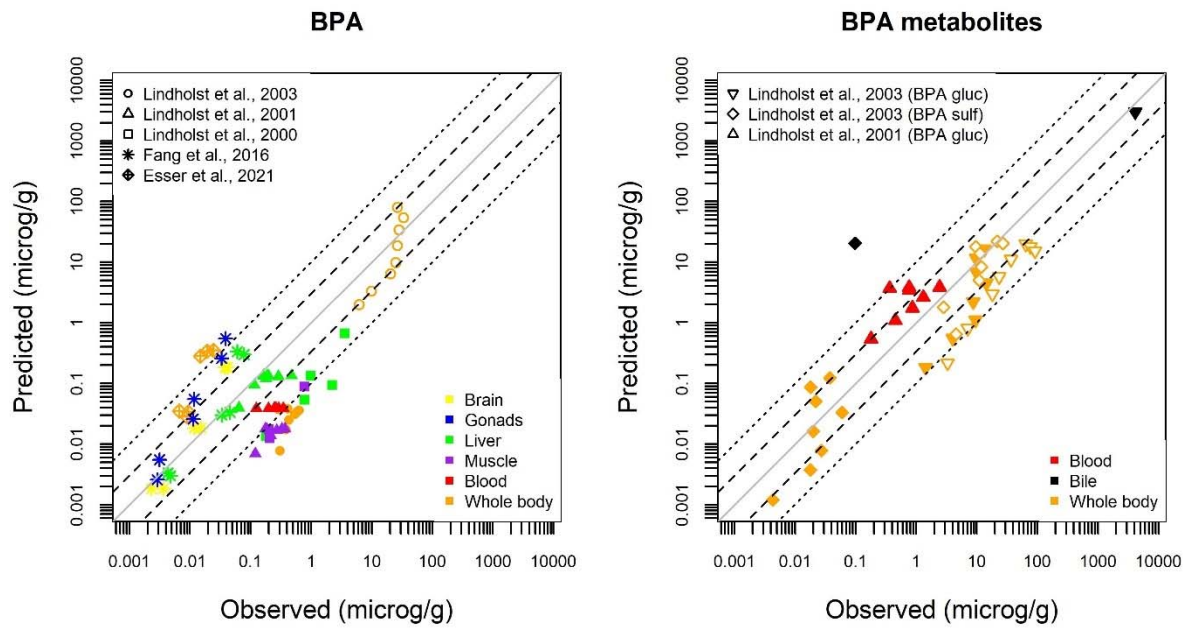 BPA
Predicted (microg/g)
10000
1000
100
10
1
0.1
0.01
0.001
Lindholst et al., 2003
Lindholst et al., 2001
Lindholst et al., 2000
Fang et al., 2016
Esser et al., 2021
Brain
Gonads
Liver
Muscle
Blood
Whole body
0.001 0.01 0.1 1 10 100 1000 10000
Observed (microg/g)
BPA metabolites
Predicted (microg/g)
10000
1000
100
10
1
0.1
0.01
0.001
Lindholst et al., 2003 (BPA gluc)
Lindholst et al., 2003 (BPA sulf)
Lindholst et al., 2001 (BPA gluc)
Blood
Bile
Whole body
0.001 0.01 0.1 1 10 100 1000 10000
Observed (microg/g)